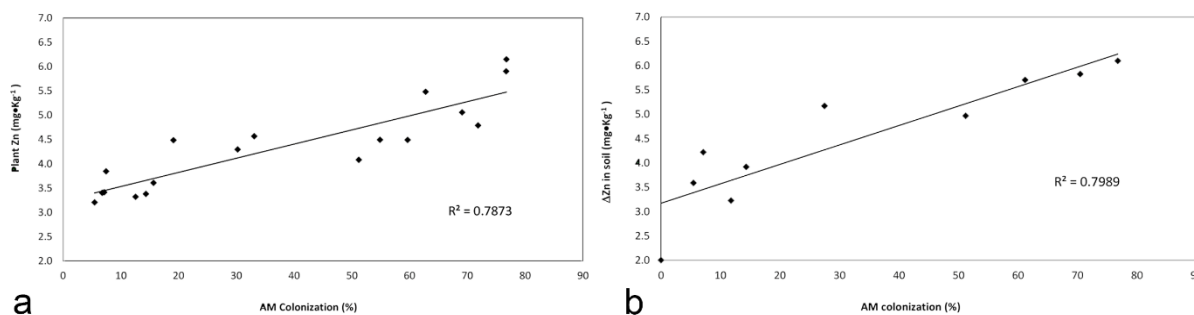 7.0
6.5
6.0
5.5
5.0
4.5
4.0
3.5
3.0
2.5
2.0
Plant Zn (mg•Kg⁻¹)
R² = 0.7873
0 10 20 30 40 50 60 70 80 90
AM Colonization (%)
a
7.0
6.5
6.0
5.5
5.0
4.5
4.0
3.5
3.0
2.5
2.0
ΔZn in soil (mg•Kg⁻¹)
R² = 0.7989
0 10 20 30 40 50 60 70 80 90
AM colonization (%)
b